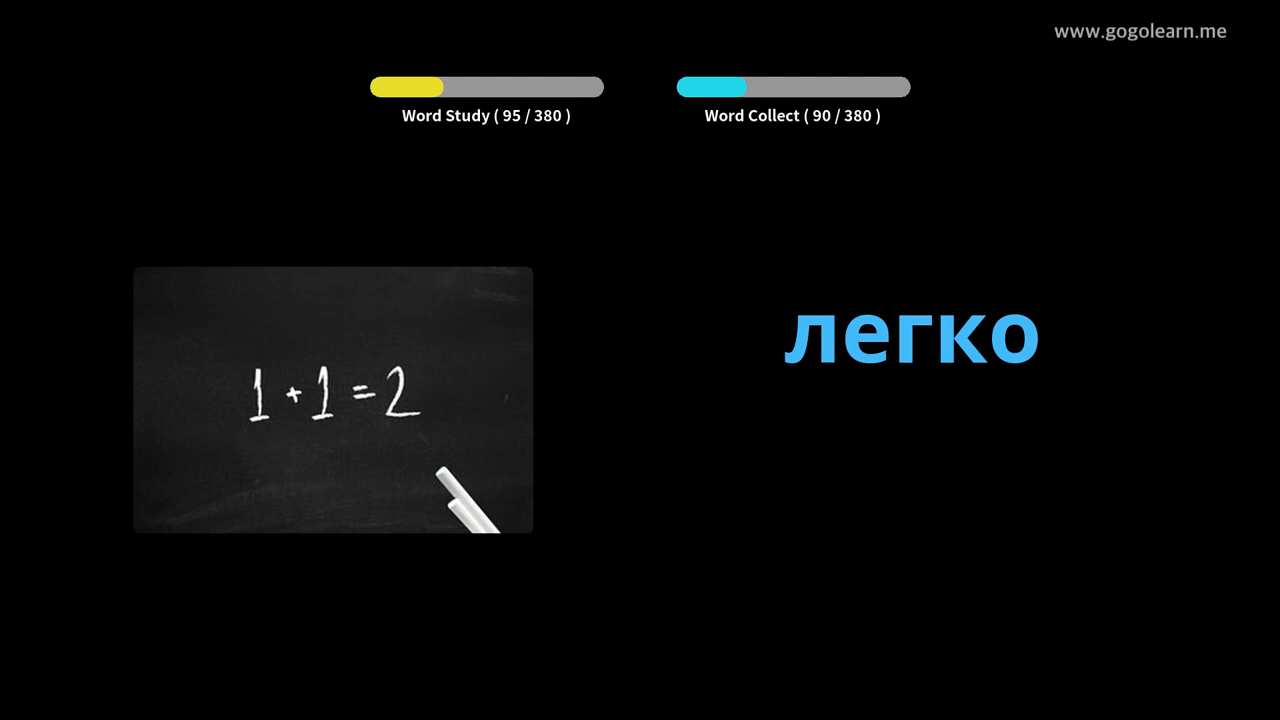 www.gogolearn.me
Word Study ( 95 / 380 )
Word Collect ( 90 / 380 )
легко
1 + 1 = 2